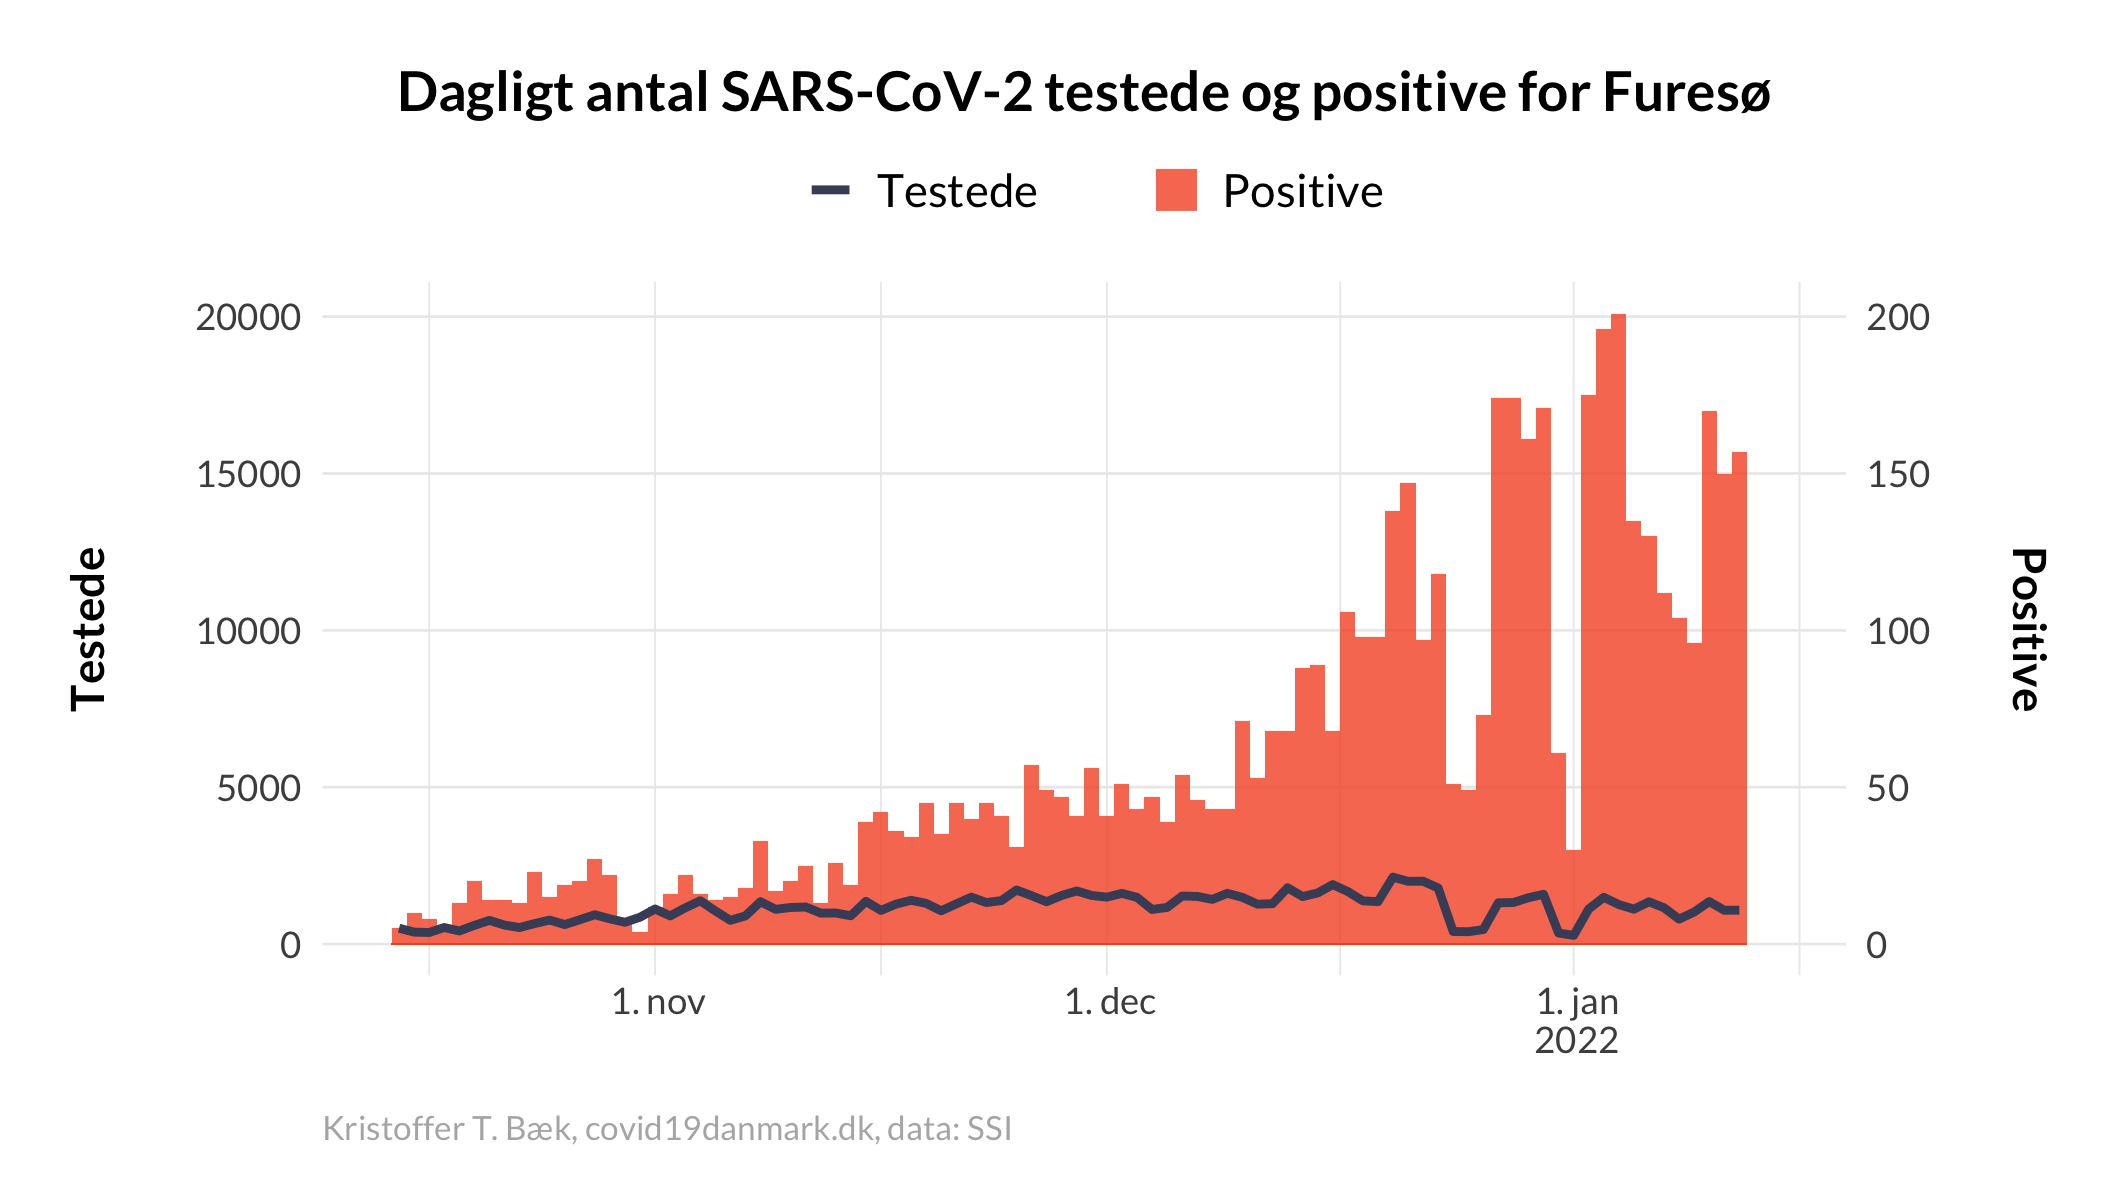 Dagligt antal SARS-CoV-2 testede og positive for Furesø
Testede Positive
20000 200
15000 150
10000 100
5000 50
0 0
Testede
Positive
1. nov 1. dec 1. jan
2022
Kristoffer T. Bæk, covid19danmark.dk, data: SSI